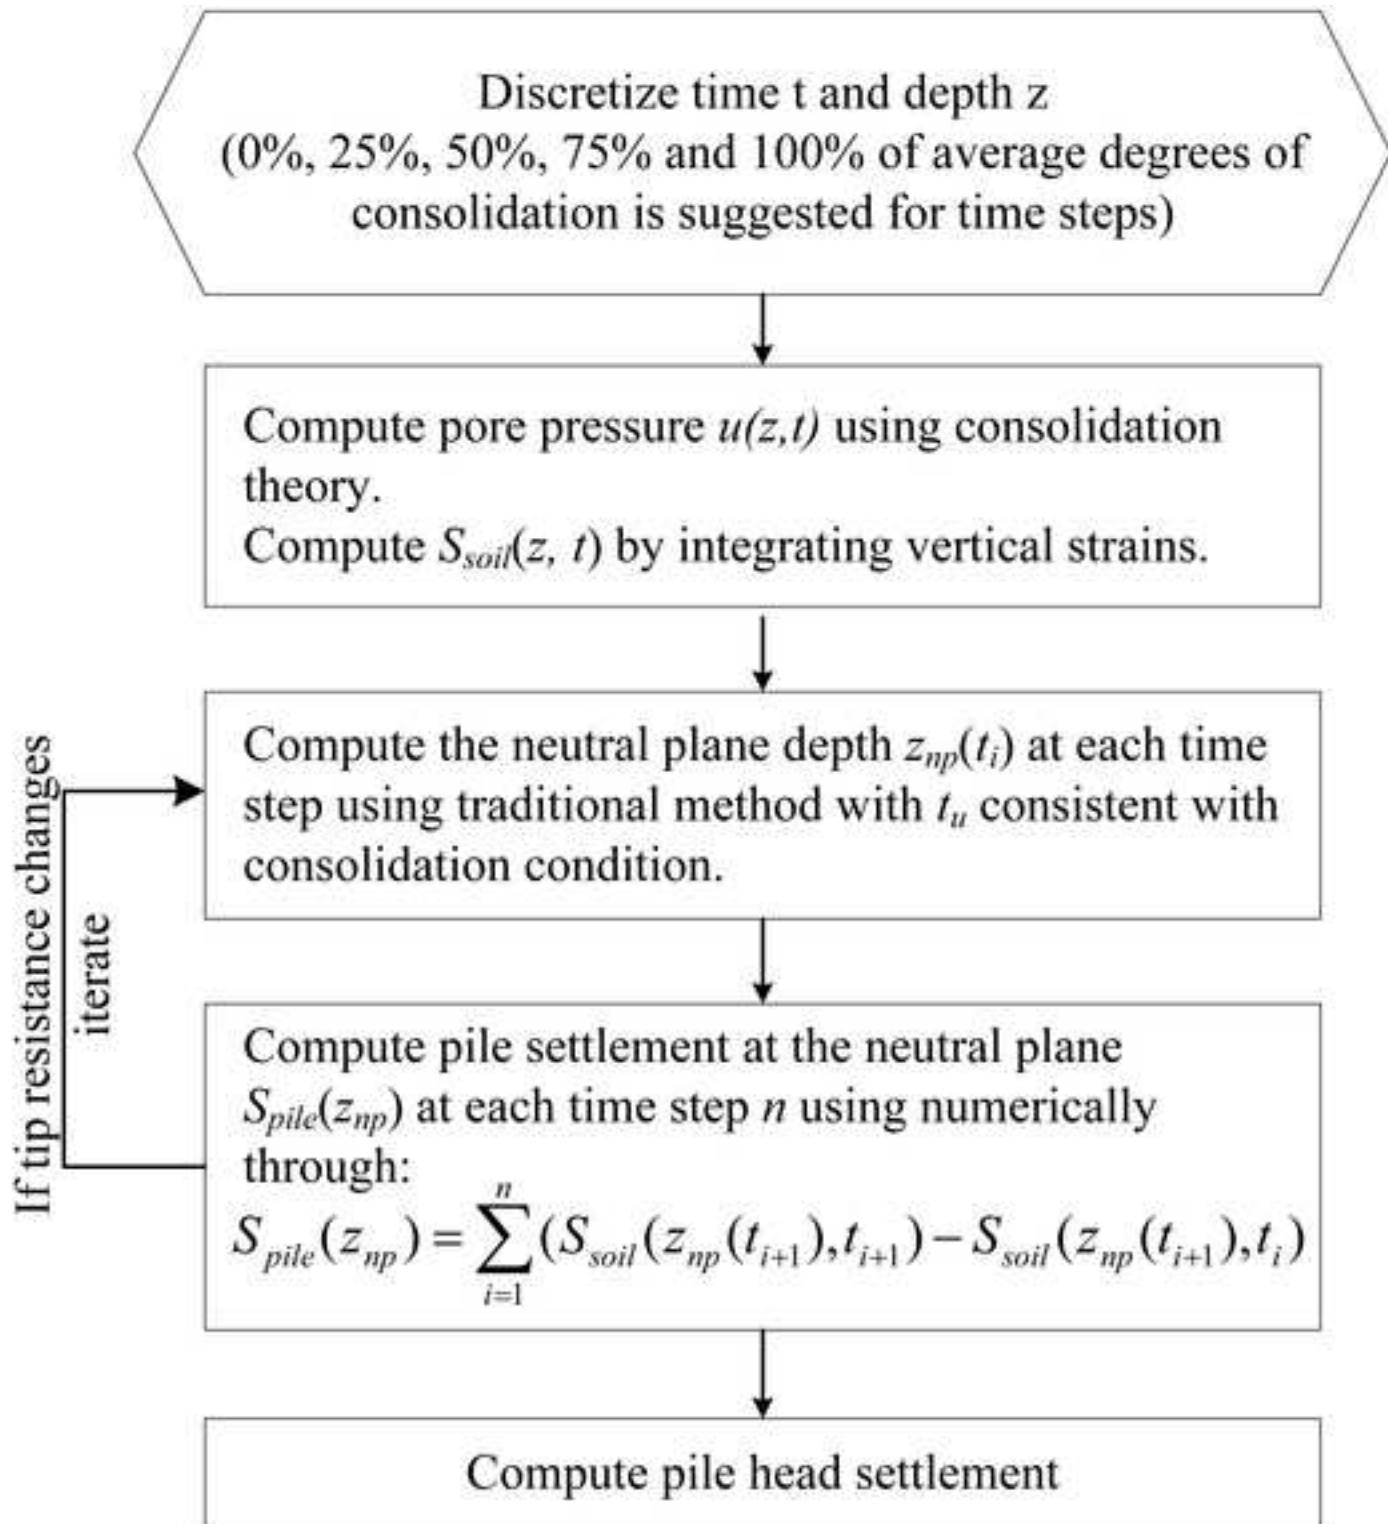 Discretize time t and depth z
(0%, 25%, 50%, 75% and 100% of average degrees of
consolidation is suggested for time steps)
Compute pore pressure u(z,t) using consolidation
theory.
Compute S_soil(z, t) by integrating vertical strains.
Compute the neutral plane depth z_np(t_i) at each time
step using traditional method with t_u consistent with
consolidation condition.
If tip resistance changes
iterate
Compute pile settlement at the neutral plane
S_pile(z_np) at each time step n using numerically
through:
S_pile(z_np) = ∑_{i=1}^{n} (S_soil(z_np(t_{i+1}),t_{i+1}) − S_soil(z_np(t_{i+1}),t_i)
Compute pile head settlement